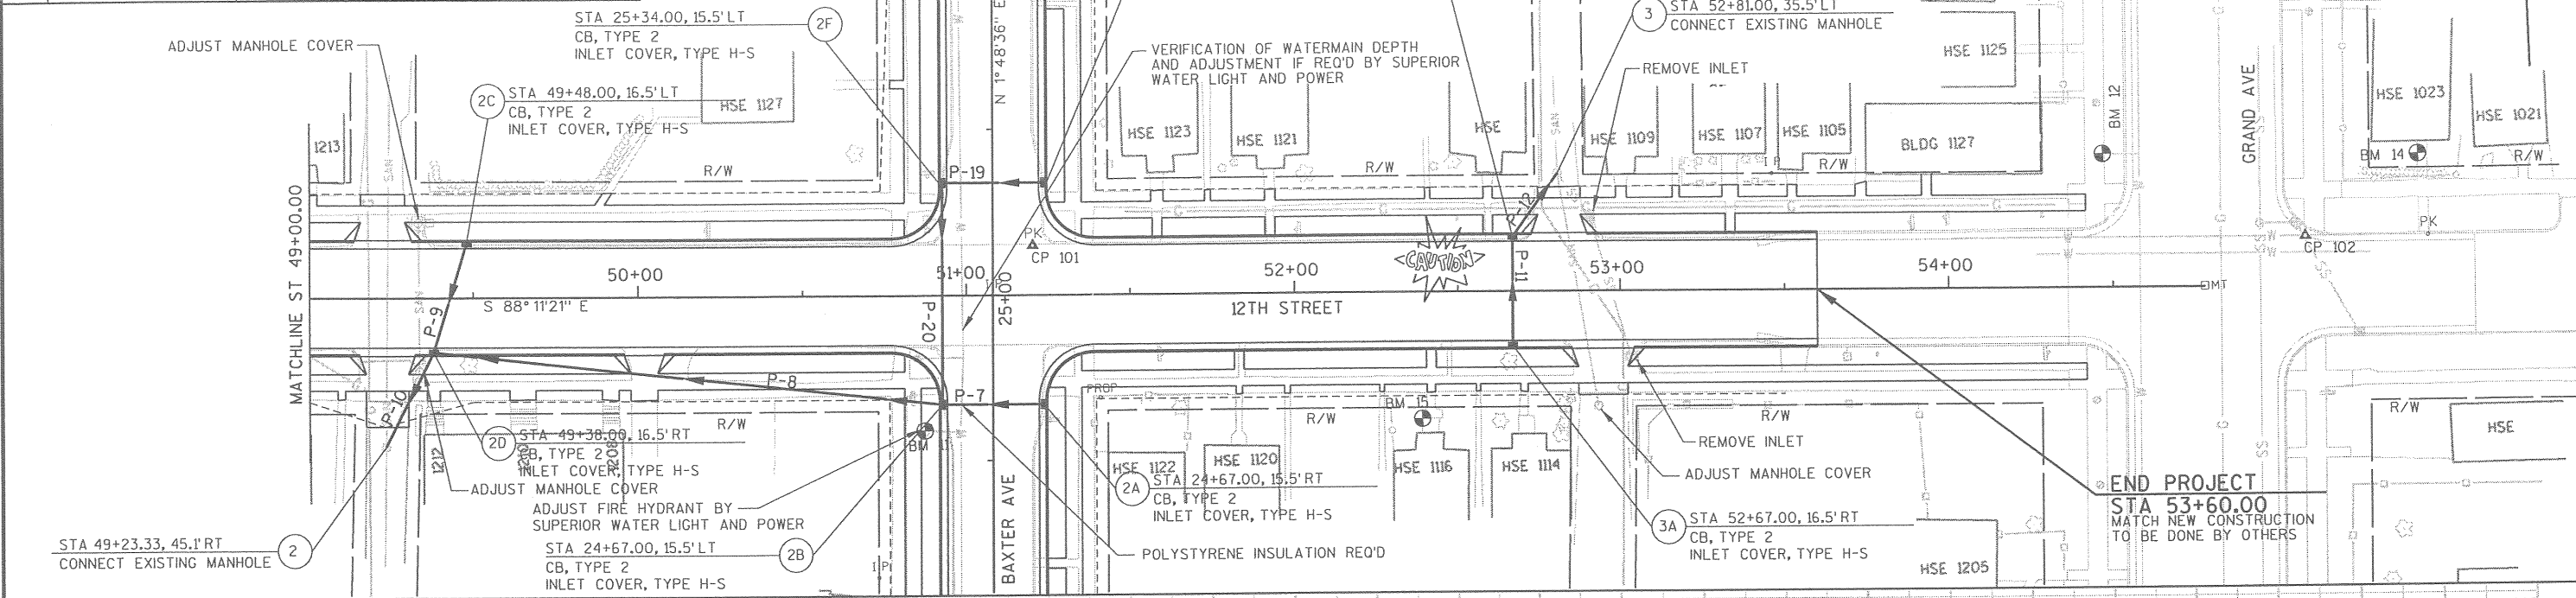 STA 25+34.00, 15.5' LT
CB, TYPE 2
INLET COVER, TYPE H-S
2F
ADJUST MANHOLE COVER
2C
STA 49+48.00, 16.5' LT
CB, TYPE 2
INLET COVER, TYPE H-S
HSE 1127
1213
R/W
SAN
MATCHLINE ST 49+00.00
N 1°48'36" E
VERIFICATION OF WATERMAIN DEPTH
AND ADJUSTMENT IF REQ'D BY SUPERIOR
WATER LIGHT AND POWER
3
STA 52+81.00, 35.5' LT
CONNECT EXISTING MANHOLE
REMOVE INLET
HSE 1125
HSE 1123
HSE 1121
HSE
SAN
HSE 1109
HSE 1107
HSE 1105
BLDG 1127
R/W
I P
R/W
BM 12
GRAND AVE
HSE 1023
HSE 1021
BM 14
R/W
P-19
P-12
PK
CP 101
PK
CP 102
CAUTION
50+00
51+00
52+00
53+00
54+00
P-11
P-9
S 88°11'21" E
P-20
25+00
12TH STREET
OMT
P-8
P-7
P-10
PROP
R/W
R/W
BM 15
R/W
R/W
HSE
2D
STA 49+38.00, 16.5' RT
CB, TYPE 2
INLET COVER, TYPE H-S
1212
1208
ADJUST MANHOLE COVER
ADJUST FIRE HYDRANT BY
SUPERIOR WATER LIGHT AND POWER
STA 49+23.33, 45.1' RT
CONNECT EXISTING MANHOLE
2
STA 24+67.00, 15.5' LT
CB, TYPE 2
INLET COVER, TYPE H-S
2B
I P
BAXTER AVE
HSE 1122
HSE 1120
2A
STA 24+67.00, 15.5' RT
CB, TYPE 2
INLET COVER, TYPE H-S
POLYSTYRENE INSULATION REQ'D
HSE 1116
HSE 1114
REMOVE INLET
ADJUST MANHOLE COVER
3A
STA 52+67.00, 16.5' RT
CB, TYPE 2
INLET COVER, TYPE H-S
HSE 1205
END PROJECT
STA 53+60.00
MATCH NEW CONSTRUCTION
TO BE DONE BY OTHERS